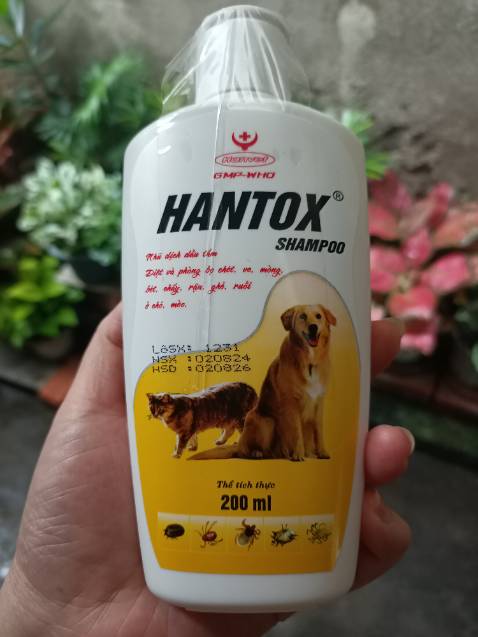 Hanvet
GMP-WHO
HANTOX®
SHAMPOO
Nhũ dịch dầu tắm
Diệt và phòng bọ chét, ve, mòng,
bét, chấy, rận, ghẻ, ruồi
ở chó, mèo.
LôSX: 1231
NSX :020824
HSD :020826
Thể tích thực
200 ml